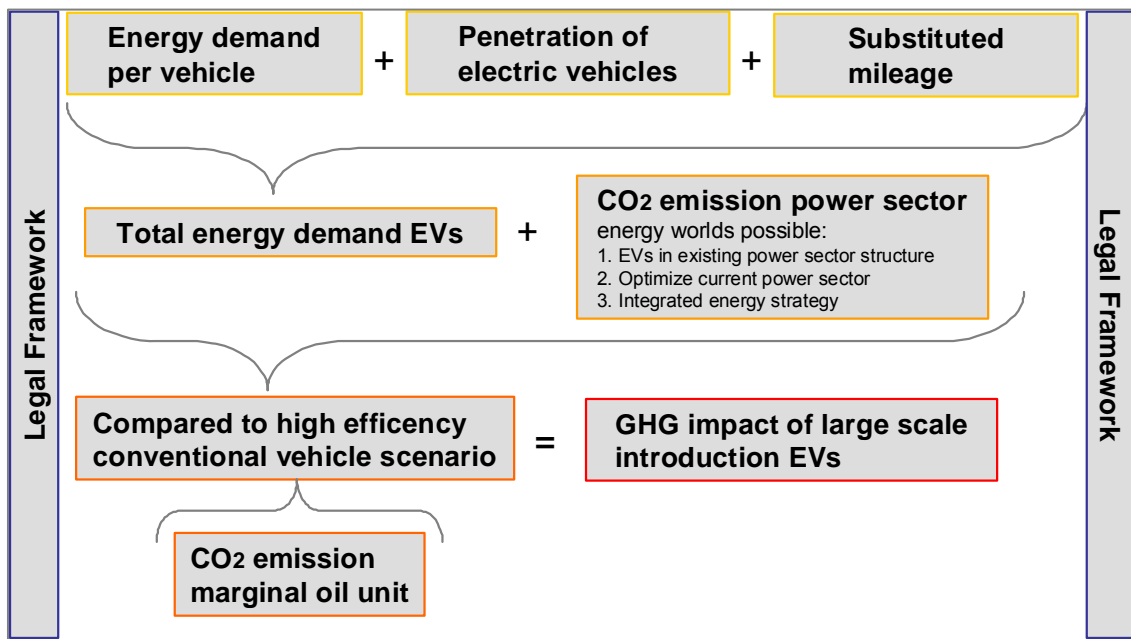 Legal Framework
Energy demand
per vehicle
+
Penetration of
electric vehicles
+
Substituted
mileage
Total energy demand EVs
+
CO2 emission power sector
energy worlds possible:
1. EVs in existing power sector structure
2. Optimize current power sector
3. Integrated energy strategy
Compared to high efficency
conventional vehicle scenario
=
GHG impact of large scale
introduction EVs
CO2 emission
marginal oil unit
Legal Framework